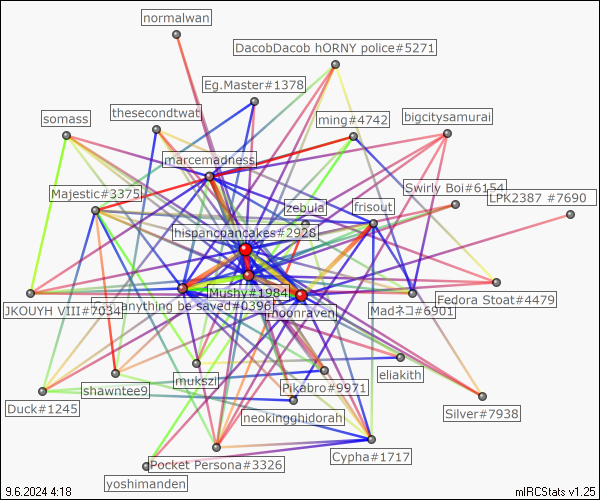 normalwan
DacobDacob hORNY police#5271
Eg.Master#1378
somass
thesecondtwat
ming#4742
bigcitysamurai
marcemadness
Majestic#3375
Swirly Boi#6154
LPK2387 #7690
zebula
frisout
hispancpancakes#2928
Mushy#1984
Fedora Stoat#4479
JKOUYH VIII#7034
anything be saved#0396
moonraven
Madネコ#6901
eliakith
mukszi
Pikabro#9971
shawntee9
Duck#1245
neokingghidorah
Silver#7938
Cypha#1717
Pocket Persona#3326
yoshimanden
9.6.2024 4:18
mIRCStats v1.25